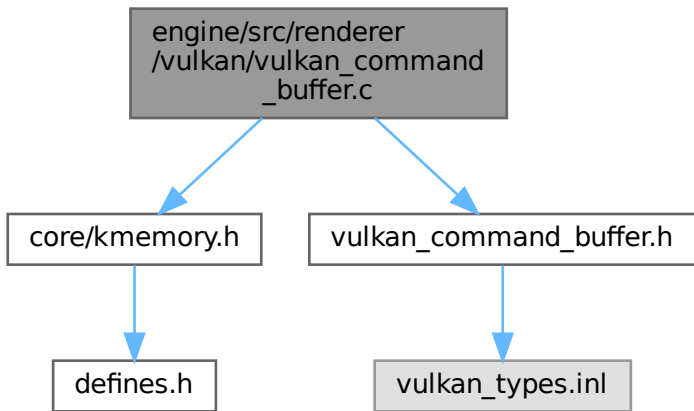 engine/src/renderer
/vulkan/vulkan_command
_buffer.c
core/kmemory.h
vulkan_command_buffer.h
defines.h
vulkan_types.inl